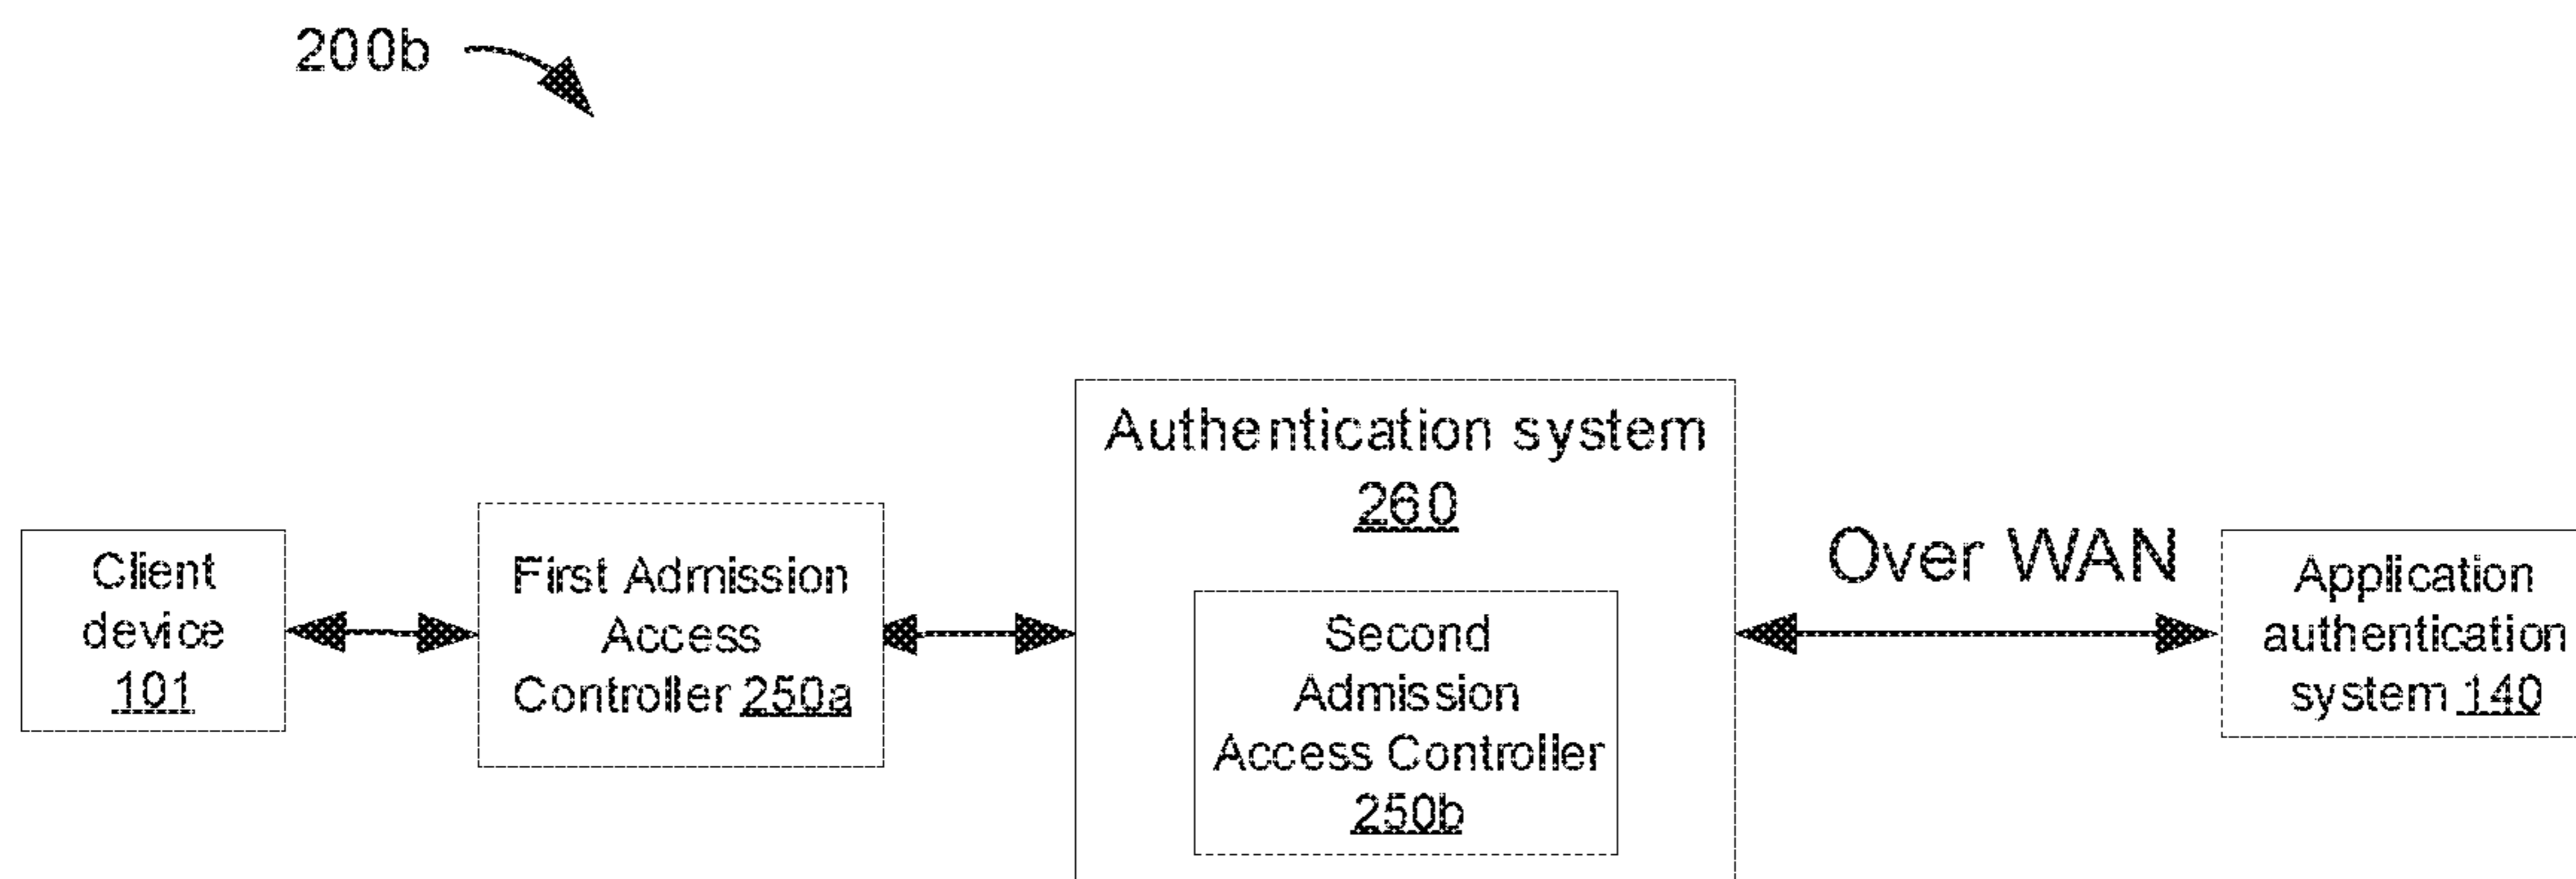 200b
Client
device
101
First Admission
Access
Controller 250a
Authentication system
260
Second
Admission
Access Controller
250b
Over WAN
Application
authentication
system 140